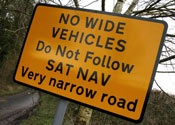 NO WIDE
VEHICLES
Do Not Follow
SAT NAV
Very narrow road